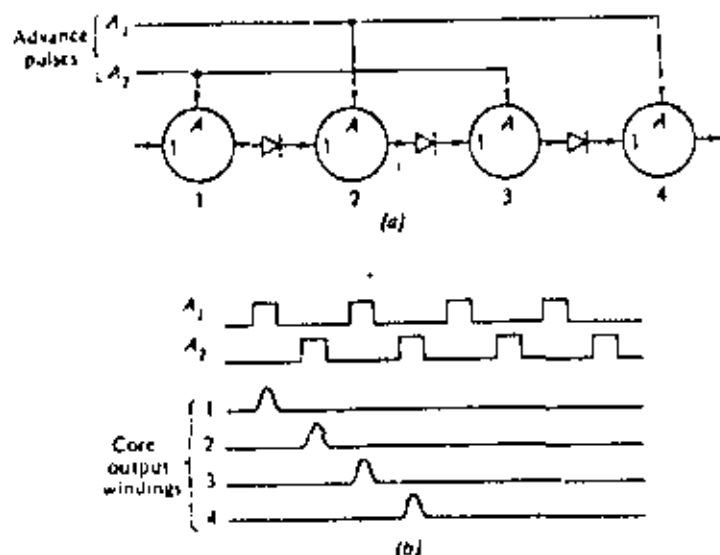 Advance pulses
A₁
A₂
A A A A
1 1 1 1
1 2 3 4
(a)
A₁
A₂
Core output windings
1
2
3
4
(b)